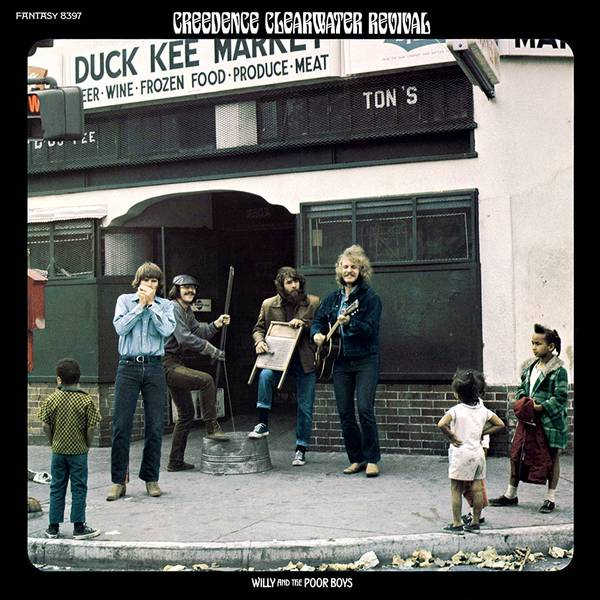 FANTASY 8397
CREEDENCE CLEARWATER REVIVAL
DUCK KEE MARKET
BEER·WINE·FROZEN FOOD·PRODUCE·MEAT
MAR
W
TON'S
WILLY AND THE POOR BOYS